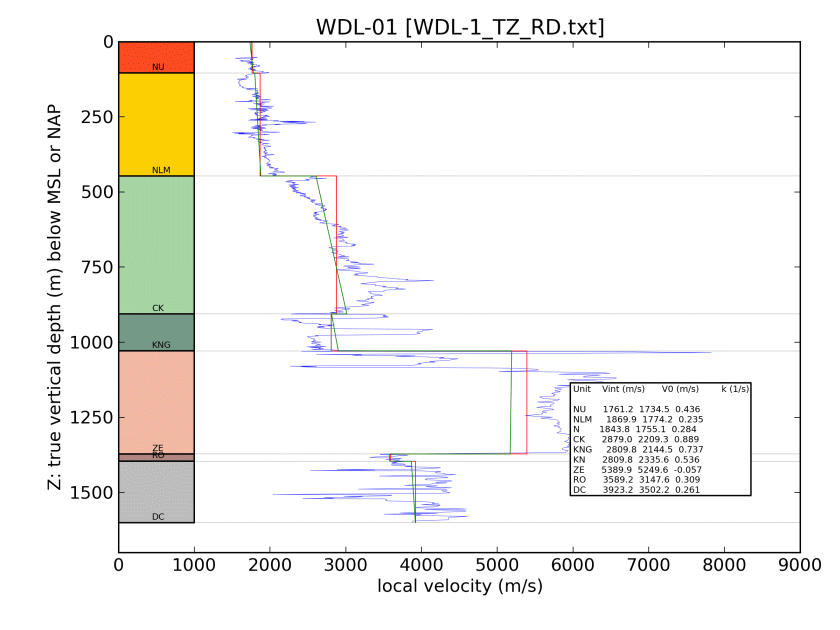 WDL-01 [WDL-1_TZ_RD.txt]
Z: true vertical depth (m) below MSL or NAP
0
250
500
750
1000
1250
1500
NU
NLM
CK
KNG
ZE
RO
DC
Unit Vint (m/s) V0 (m/s) k (1/s)
NU 1761.2 1734.5 0.436
NLM 1869.9 1774.2 0.235
N 1843.8 1755.1 0.284
CK 2879.0 2209.3 0.889
KNG 2809.8 2144.5 0.737
KN 2809.8 2335.6 0.536
ZE 5389.9 5249.6 -0.057
RO 3589.2 3147.6 0.309
DC 3923.2 3502.2 0.261
0 1000 2000 3000 4000 5000 6000 7000 8000 9000
local velocity (m/s)